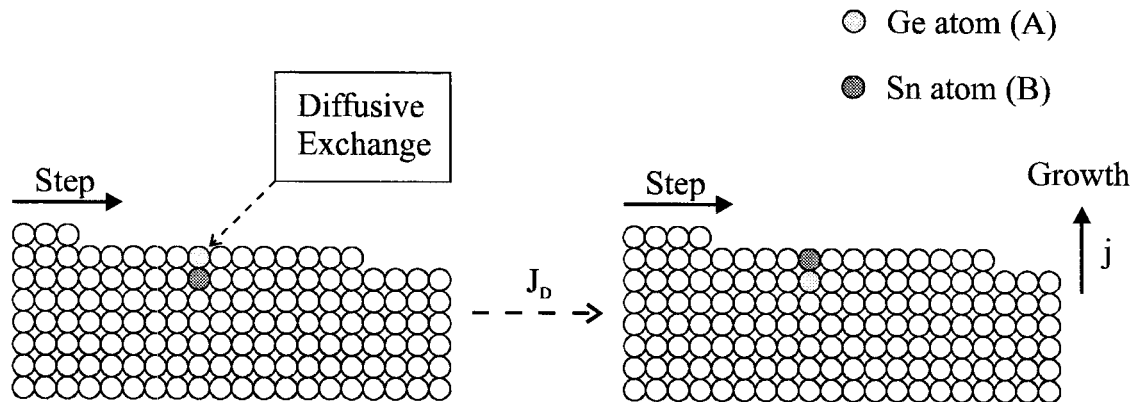 Ge atom (A)
Sn atom (B)
Diffusive
Exchange
Step
Step
Growth
J_D
j